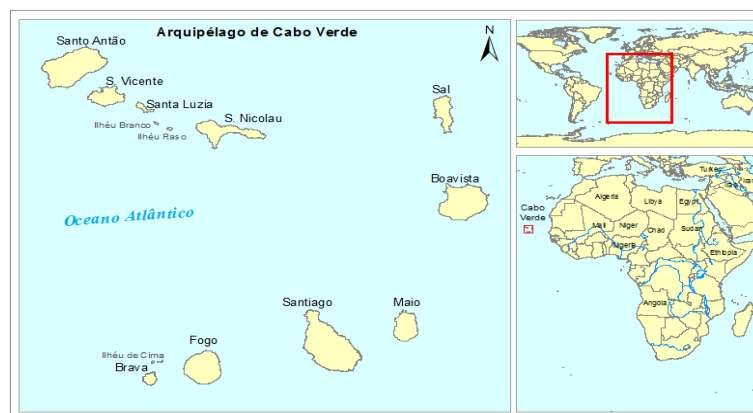 Arquipélago de Cabo Verde
N
Santo Antão
S. Vicente
Santa Luzia
Ilhéu Branco
Ilhéu Raso
S. Nicolau
Sal
Boavista
Oceano Atlântico
Santiago
Maio
Fogo
Ilhéu de Cima
Brava
Turkey
Iraq
Iran
Algeria
Libya
Egypt
Cabo
Verde
Mali
Niger
Chad
Sudan
Nigeria
Ethiopia
Angola